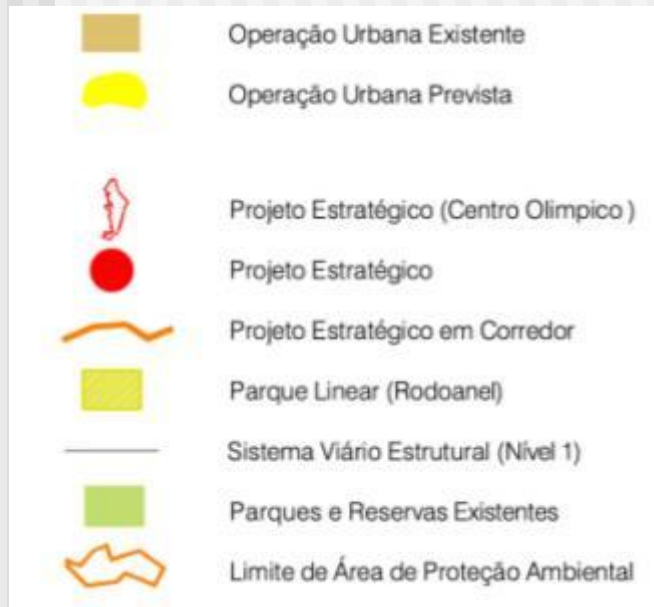 Operação Urbana Existente
Operação Urbana Prevista
Projeto Estratégico (Centro Olimpico )
Projeto Estratégico
Projeto Estratégico em Corredor
Parque Linear (Rodoanel)
Sistema Viário Estrutural (Nível 1)
Parques e Reservas Existentes
Limite de Área de Proteção Ambiental